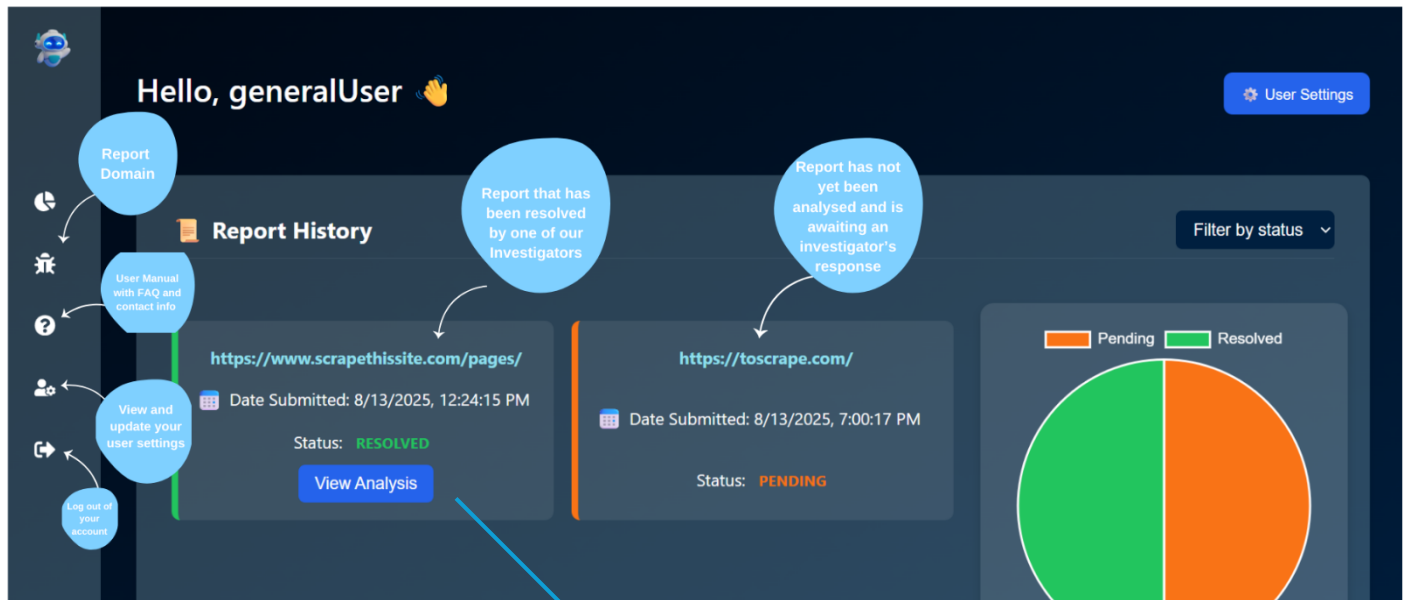 Hello, generalUser 👋
User Settings
Report
Domain
Report that has
been resolved
by one of our
Investigators
Report has not
yet been
analysed and is
awaiting an
investigator's
response
Report History
Filter by status
User Manual
with FAQ and
contact info
https://www.scrapethissite.com/pages/
Date Submitted: 8/13/2025, 12:24:15 PM
Status: RESOLVED
View Analysis
https://toscrape.com/
Date Submitted: 8/13/2025, 7:00:17 PM
Status: PENDING
Pending
Resolved
View and
update your
user settings
Log out of
your
account